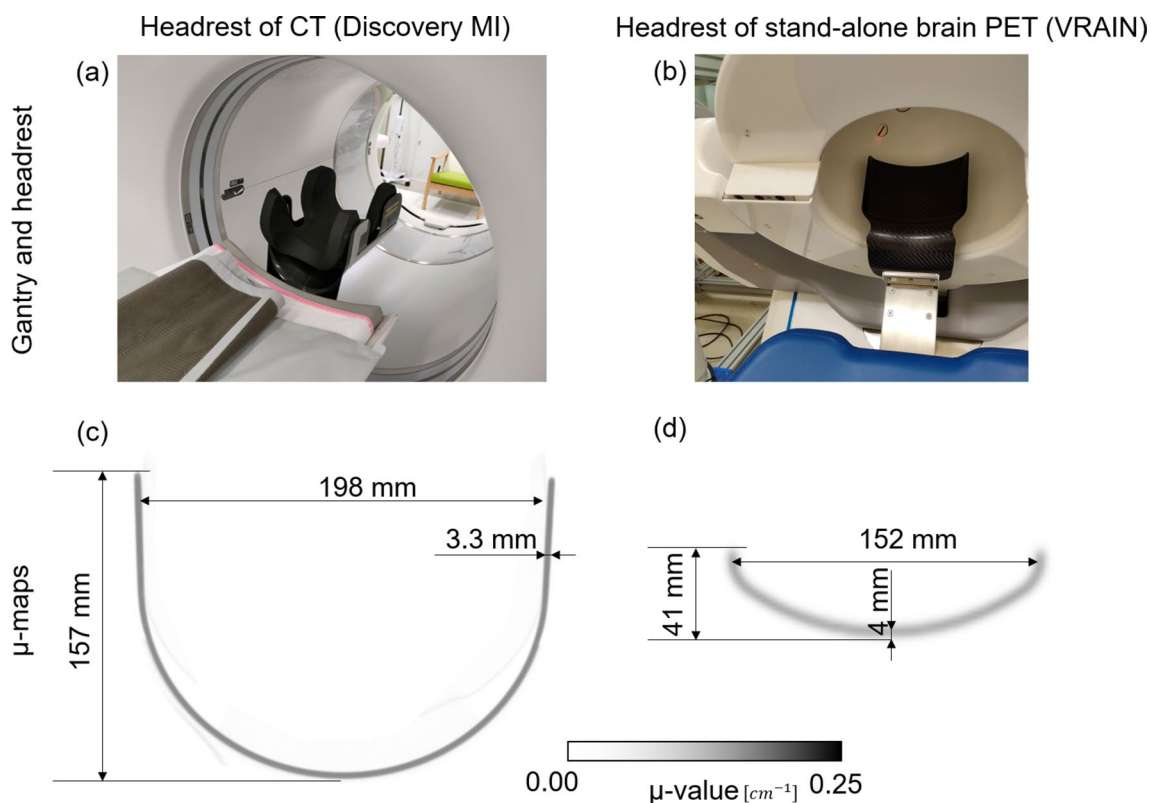 Headrest of CT (Discovery MI)
Headrest of stand-alone brain PET (VRAIN)
(a)
(b)
Gantry and headrest
(c)
(d)
198 mm
3.3 mm
157 mm
152 mm
41 mm
4 mm
μ-maps
0.00
0.25
μ-value [cm⁻¹]